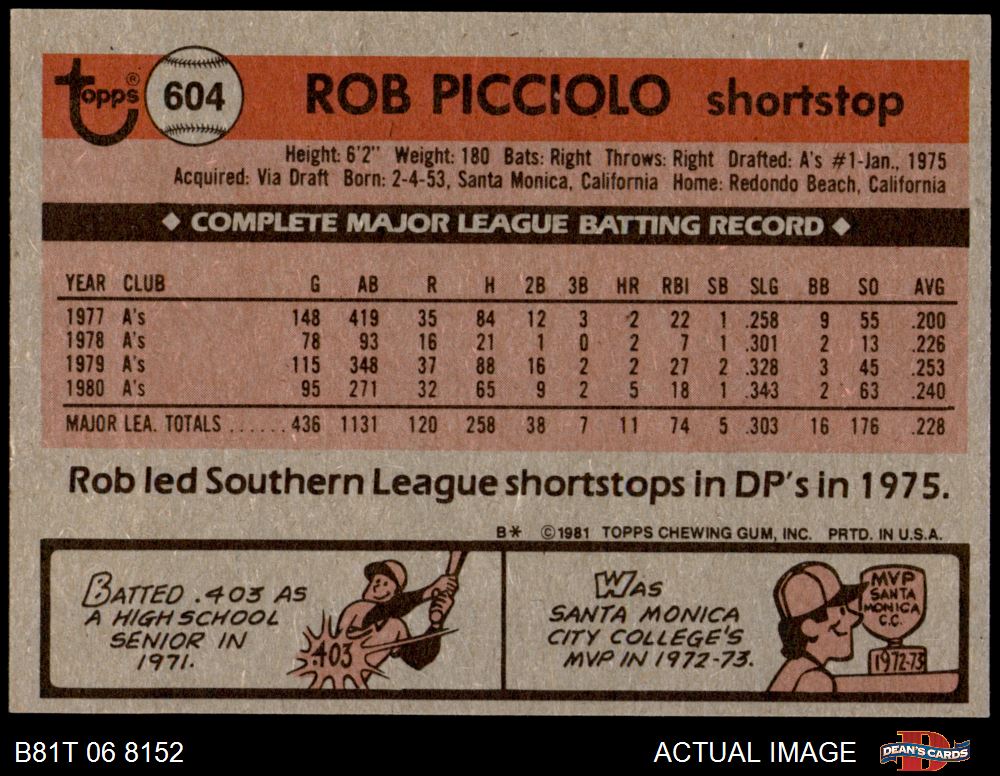 Topps ® 604 ROB PICCIOLO shortstop
Height: 6'2" Weight: 180 Bats: Right Throws: Right Drafted: A's #1-Jan., 1975
Acquired: Via Draft Born: 2-4-53, Santa Monica, California Home: Redondo Beach, California
◆ COMPLETE MAJOR LEAGUE BATTING RECORD ◆
YEAR CLUB G AB R H 2B 3B HR RBI SB SLG BB SO AVG
1977 A's 148 419 35 84 12 3 2 22 1 .258 9 55 .200
1978 A's 78 93 16 21 1 0 2 7 1 .301 2 13 .226
1979 A's 115 348 37 88 16 2 2 27 2 .328 3 45 .253
1980 A's 95 271 32 65 9 2 5 18 1 .343 2 63 .240
MAJOR LEA. TOTALS ...... 436 1131 120 258 38 7 11 74 5 .303 16 176 .228
Rob led Southern League shortstops in DP's in 1975.
B* ©1981 TOPPS CHEWING GUM, INC. PRTD. IN U.S.A.
BATTED .403 AS
A HIGH SCHOOL
SENIOR IN
1971.
.403
WAS
SANTA MONICA
CITY COLLEGE'S
MVP IN 1972-73.
MVP
SANTA
MONICA
C.C.
1972-73
B81T 06 8152 ACTUAL IMAGE DEAN'S CARDS